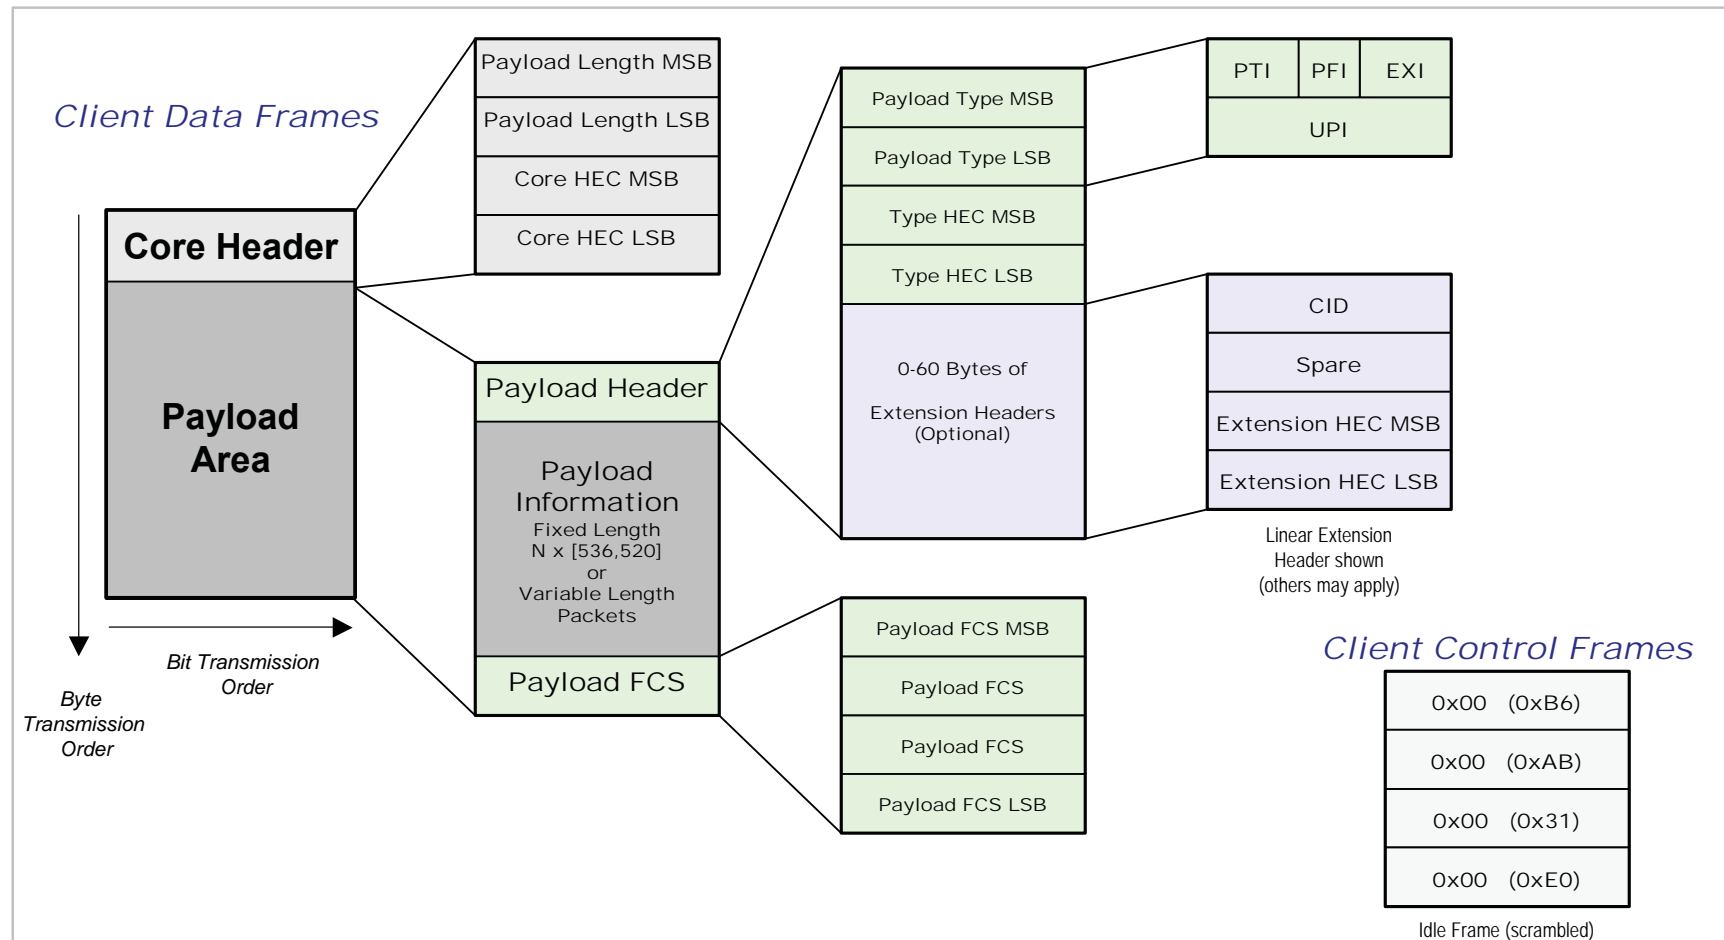 Client Data Frames
Core Header
Payload
Area
Byte
Transmission
Order
Bit Transmission
Order
Payload Length MSB
Payload Length LSB
Core HEC MSB
Core HEC LSB
Payload Header
Payload
Information
Fixed Length
N x [536,520]
or
Variable Length
Packets
Payload FCS
Payload Type MSB
Payload Type LSB
Type HEC MSB
Type HEC LSB
0-60 Bytes of
Extension Headers
(Optional)
Payload FCS MSB
Payload FCS
Payload FCS
Payload FCS LSB
PTI PFI EXI
UPI
CID
Spare
Extension HEC MSB
Extension HEC LSB
Linear Extension
Header shown
(others may apply)
Client Control Frames
0x00 (0xB6)
0x00 (0xAB)
0x00 (0x31)
0x00 (0xE0)
Idle Frame (scrambled)